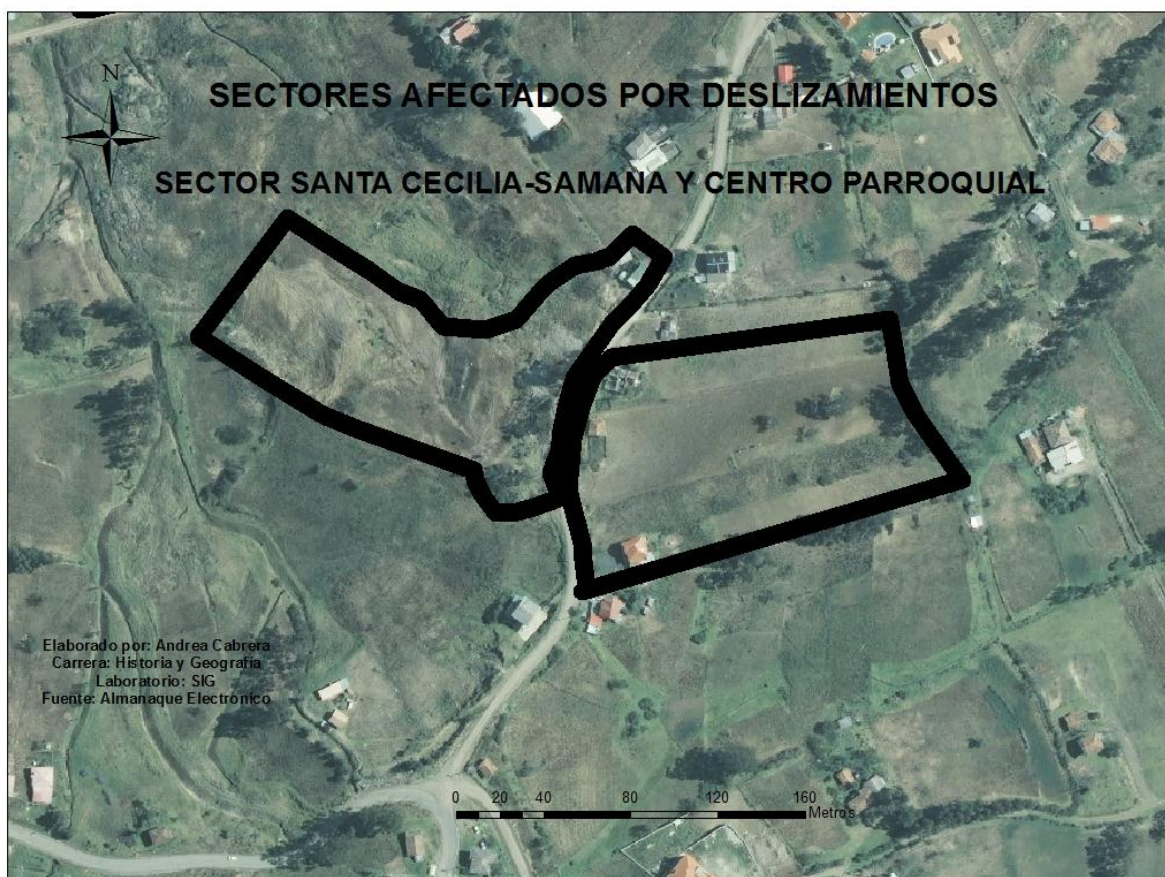 N
SECTORES AFECTADOS POR DESLIZAMIENTOS
SECTOR SANTA CECILIA-SAMANA Y CENTRO PARROQUIAL
Elaborado por: Andrea Cabrera
Carrera: Historia y Geografía
Laboratorio: SIG
Fuente: Almanaque Electrónico
0 20 40 80 120 160
Metros